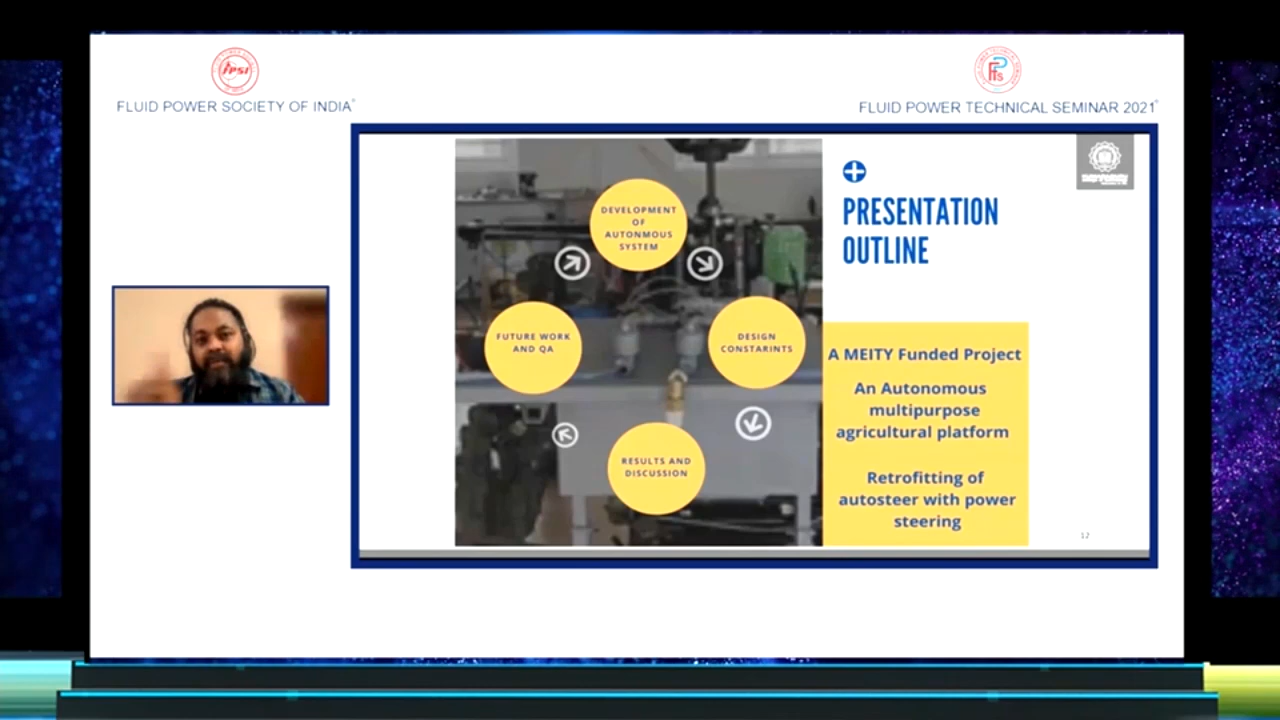 FPSI
FLUID POWER SOCIETY OF INDIA®
FLUID POWER TECHNICAL SEMINAR 2021®
PRESENTATION
OUTLINE
DEVELOPMENT
OF
AUTONMOUS
SYSTEM
DESIGN
CONSTARINTS
RESULTS AND
DISCUSSION
FUTURE WORK
AND QA
A MEITY Funded Project
An Autonomous
multipurpose
agricultural platform
Retrofitting of
autosteer with power
steering
12